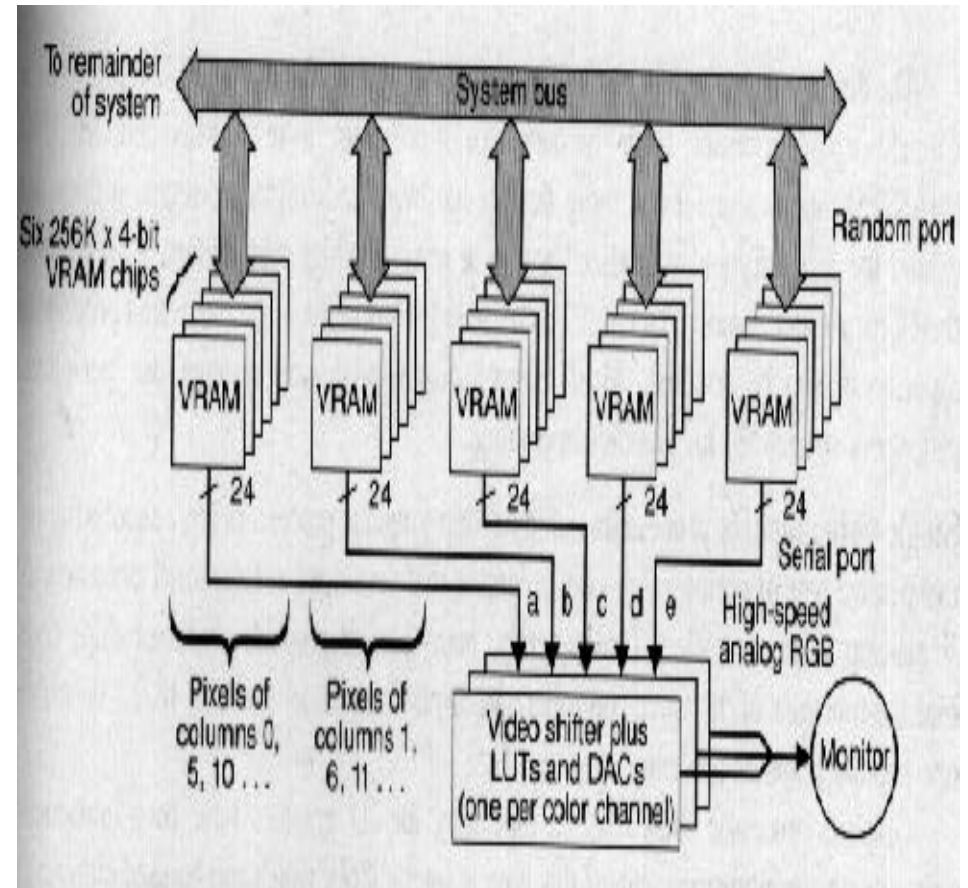 To remainder
of system
System bus
Six 256K x 4-bit
VRAM chips
Random port
VRAM
VRAM
VRAM
VRAM
VRAM
24
24
24
24
24
Serial port
a
b
c
d
e
High-speed
analog RGB
Pixels of
columns 0,
5, 10 ...
Pixels of
columns 1,
6, 11 ...
Video shifter plus
LUTs and DACs
(one per color channel)
Monitor